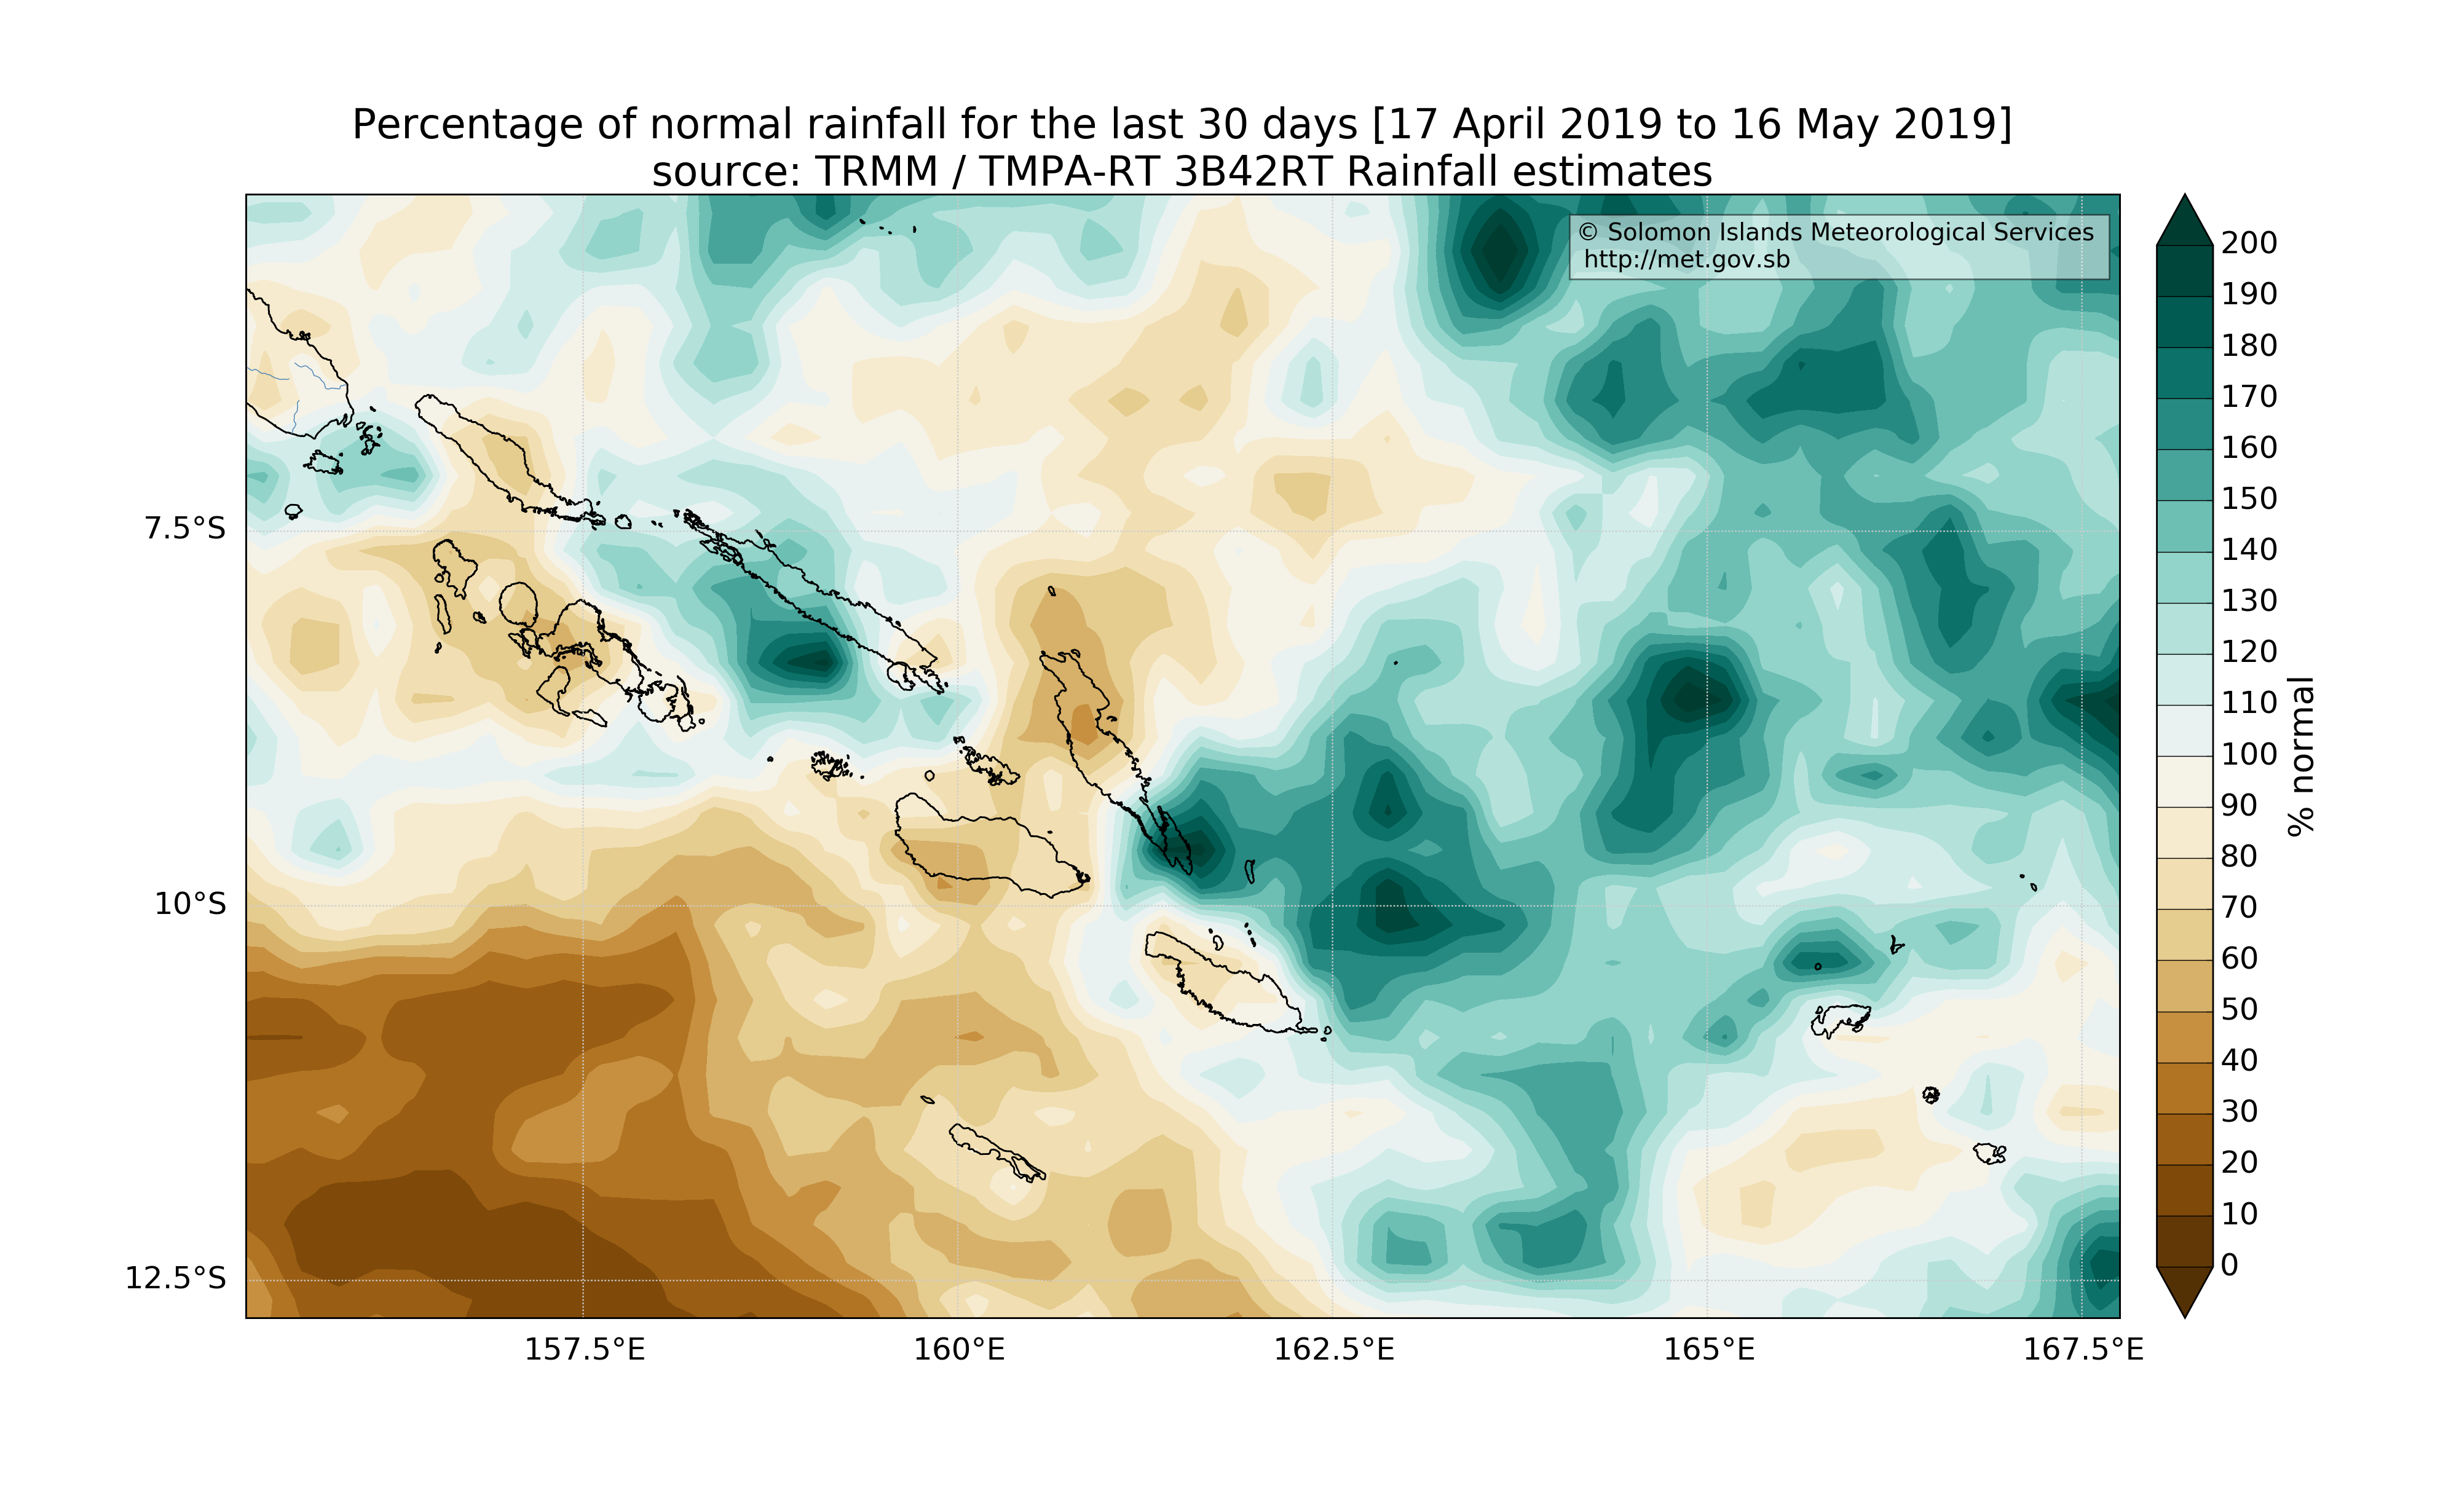 Percentage of normal rainfall for the last 30 days [17 April 2019 to 16 May 2019]
source: TRMM / TMPA-RT 3B42RT Rainfall estimates
© Solomon Islands Meteorological Services
http://met.gov.sb
7.5°S
10°S
12.5°S
157.5°E
160°E
162.5°E
165°E
167.5°E
200
190
180
170
160
150
140
130
120
110
100
90
80
70
60
50
40
30
20
10
0
% normal